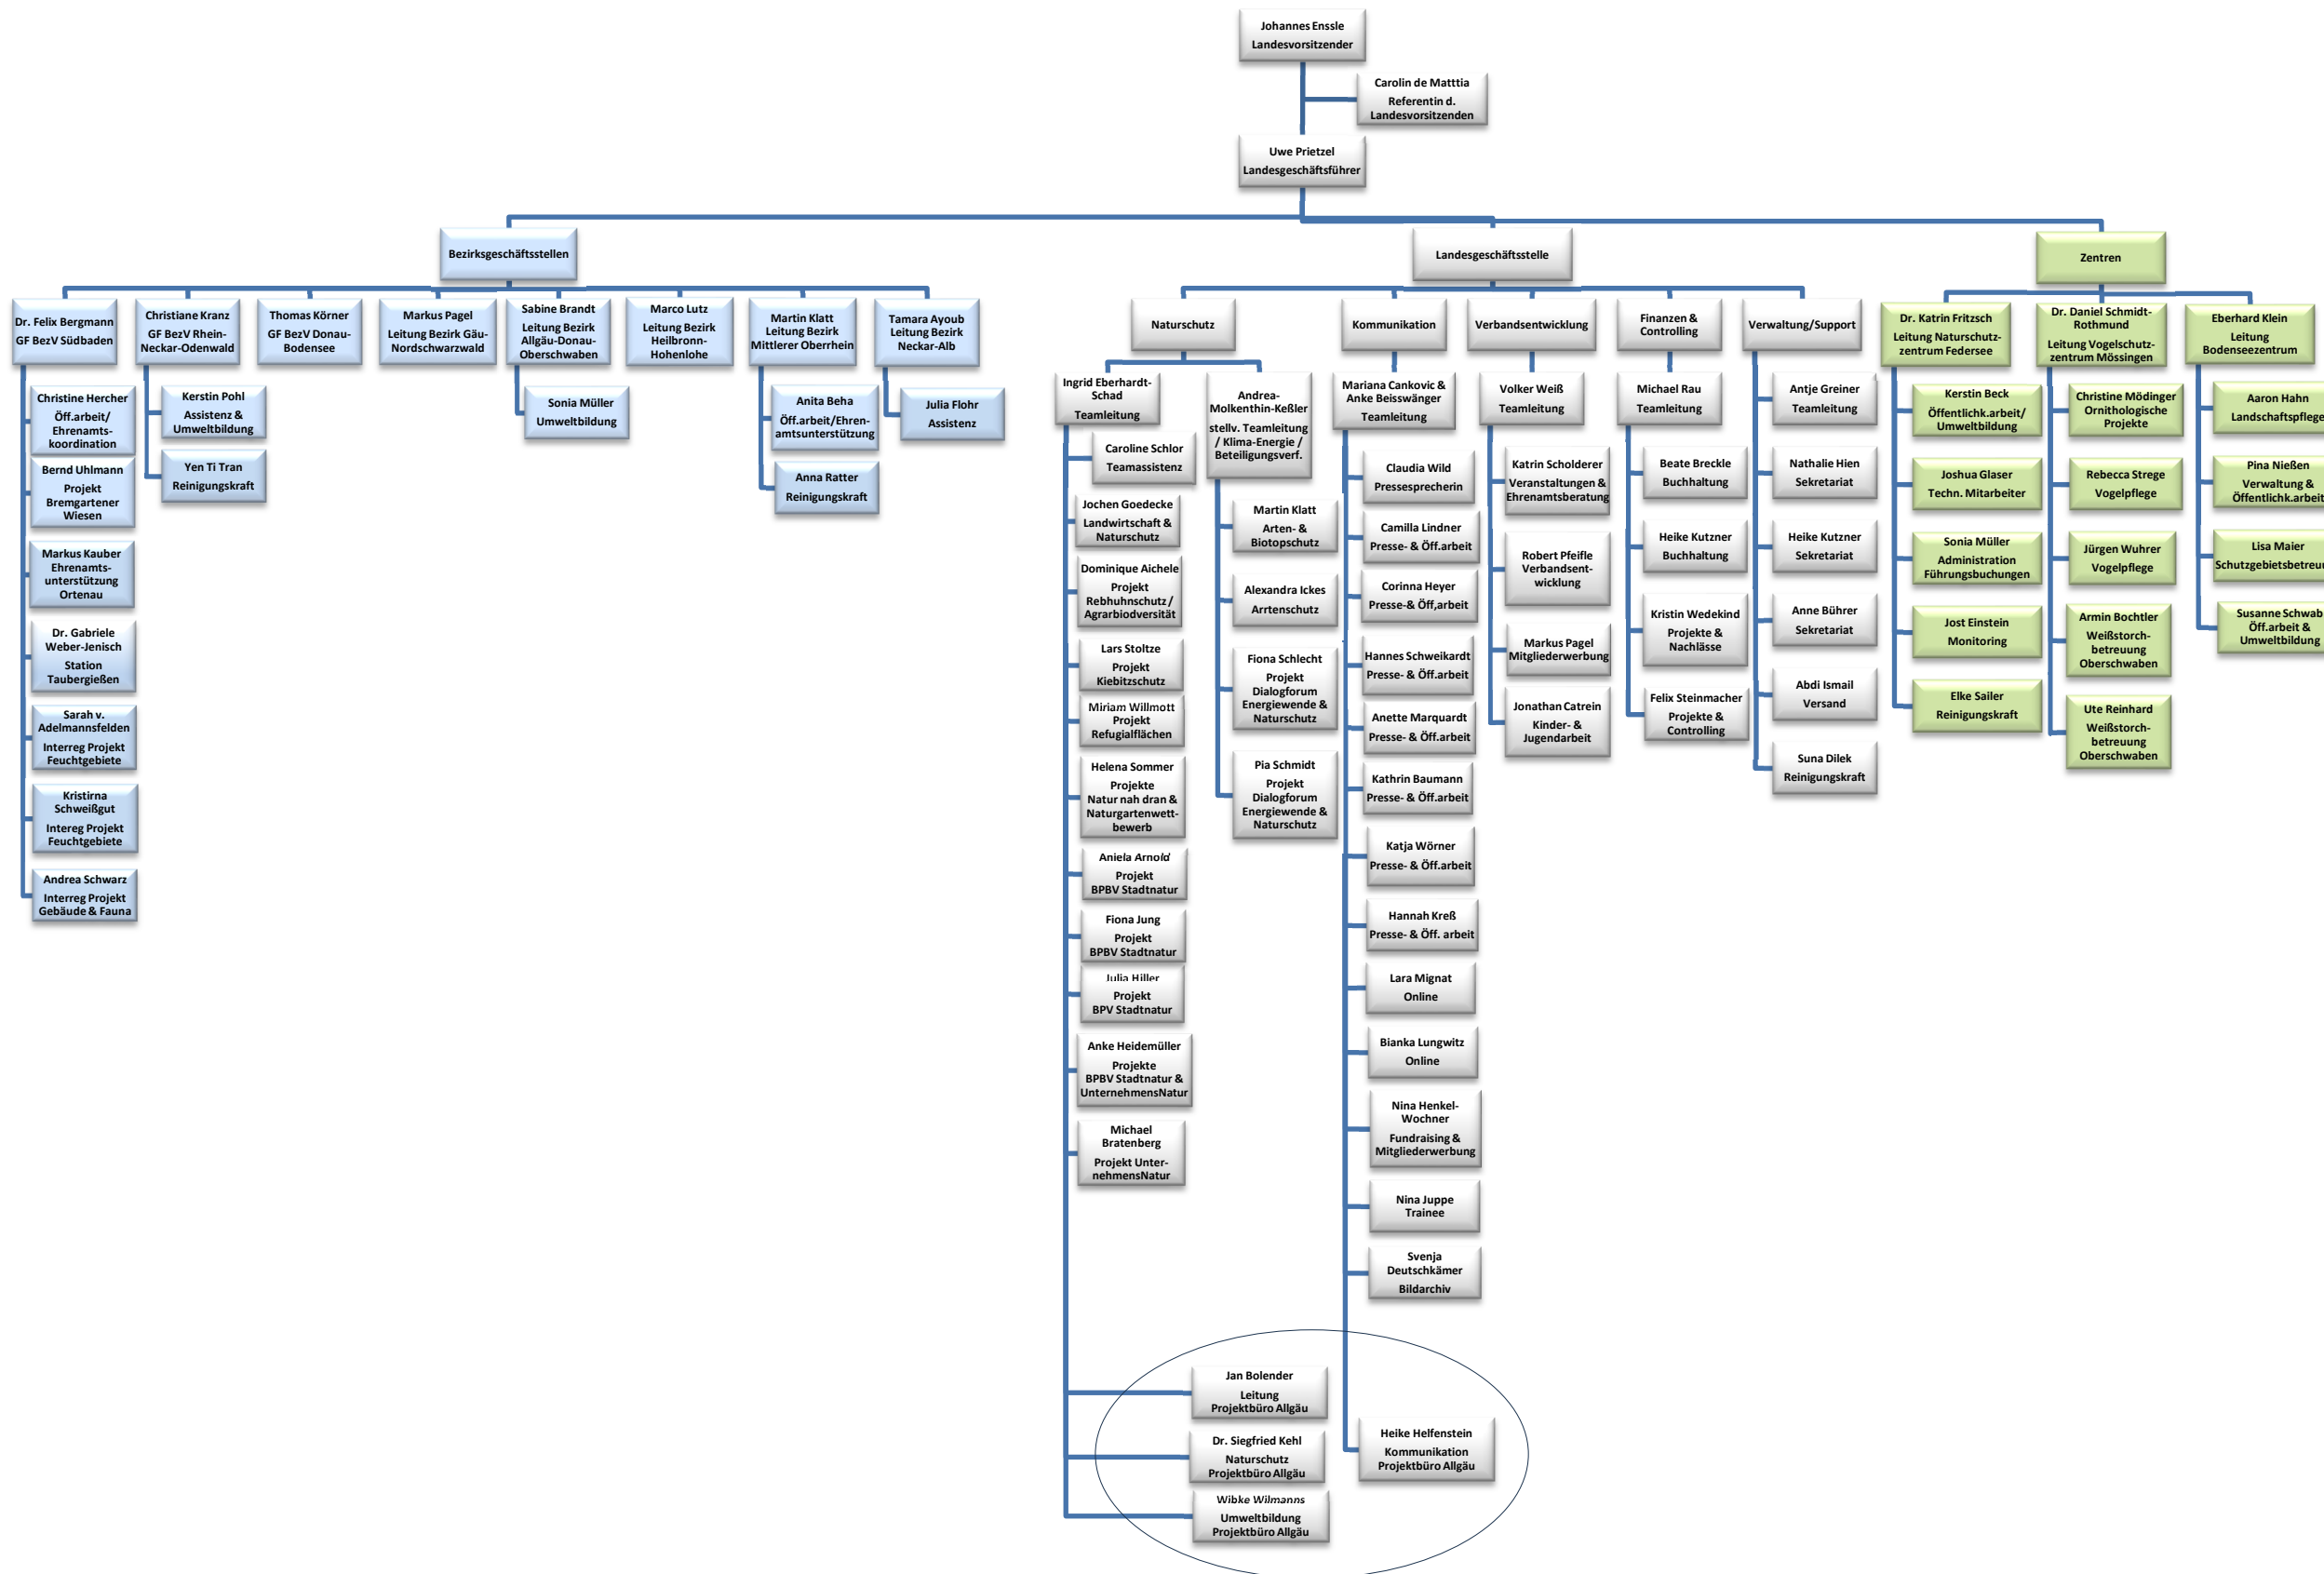 Johannes Enssle
Landesvorsitzender
Carolin de Matttia
Referentin d.
Landesvorsitzenden
Uwe Prietzel
Landesgeschäftsführer
Bezirksgeschäftsstellen
Landesgeschäftsstelle
Zentren
Dr. Felix Bergmann
GF BezV Südbaden
Christine Hercher
Öff.arbeit/
Ehrenamts-
koordination
Bernd Uhlmann
Projekt
Bremgartener
Wiesen
Markus Kauber
Ehrenamts-
unterstützung
Ortenau
Dr. Gabriele
Weber-Jenisch
Station
Taubergießen
Sarah v.
Adelmannsfelden
Interreg Projekt
Feuchtgebiete
Kristirna
Schweißgut
Intereg Projekt
Feuchtgebiete
Andrea Schwarz
Interreg Projekt
Gebäude & Fauna
Christiane Kranz
GF BezV Rhein-
Neckar-Odenwald
Kerstin Pohl
Assistenz &
Umweltbildung
Yen Ti Tran
Reinigungskraft
Thomas Körner
GF BezV Donau-
Bodensee
Markus Pagel
Leitung Bezirk Gäu-
Nordschwarzwald
Sabine Brandt
Leitung Bezirk
Allgäu-Donau-
Oberschwaben
Sonia Müller
Umweltbildung
Marco Lutz
Leitung Bezirk
Heilbronn-
Hohenlohe
Martin Klatt
Leitung Bezirk
Mittlerer Oberrhein
Anita Beha
Öff.arbeit/Ehren-
amtsunterstützung
Anna Ratter
Reinigungskraft
Tamara Ayoub
Leitung Bezirk
Neckar-Alb
Julia Flohr
Assistenz
Naturschutz
Ingrid Eberhardt-
Schad
Teamleitung
Caroline Schlor
Teamassistenz
Jochen Goedecke
Landwirtschaft &
Naturschutz
Dominique Aichele
Projekt
Rebhuhnschutz /
Agrarbiodversität
Lars Stoltze
Projekt
Kiebitzschutz
Miriam Willmott
Projekt
Refugialflächen
Helena Sommer
Projekte
Natur nah dran &
Naturgartenwett-
bewerb
Aniela Arnold
Projekt
BPBV Stadtnatur
Fiona Jung
Projekt
BPBV Stadtnatur
Julia Hiller
Projekt
BPV Stadtnatur
Anke Heidemüller
Projekte
BPBV Stadtnatur &
UnternehmensNatur
Michael
Bratenberg
Projekt Unter-
nehmensNatur
Jan Bolender
Leitung
Projektbüro Allgäu
Dr. Siegfried Kehl
Naturschutz
Projektbüro Allgäu
Wibke Wilmanns
Umweltbildung
Projektbüro Allgäu
Andrea-
Molkenthin-Keßler
stellv. Teamleitung
/ Klima-Energie /
Beteiligungsverf.
Martin Klatt
Arten- &
Biotopschutz
Alexandra Ickes
Arrtenschutz
Fiona Schlecht
Projekt
Dialogforum
Energiewende &
Naturschutz
Pia Schmidt
Projekt
Dialogforum
Energiewende &
Naturschutz
Kommunikation
Mariana Cankovic &
Anke Beisswänger
Teamleitung
Claudia Wild
Pressesprecherin
Camilla Lindner
Presse- & Öff.arbeit
Corinna Heyer
Presse-& Öff,arbeit
Hannes Schweikardt
Presse- & Öff.arbeit
Anette Marquardt
Presse- & Öff.arbeit
Kathrin Baumann
Presse- & Öff.arbeit
Katja Wörner
Presse- & Öff.arbeit
Hannah Kreß
Presse- & Öff. arbeit
Lara Mignat
Online
Bianka Lungwitz
Online
Nina Henkel-
Wochner
Fundraising &
Mitgliederwerbung
Nina Juppe
Trainee
Svenja
Deutschkämer
Bildarchiv
Heike Helfenstein
Kommunikation
Projektbüro Allgäu
Verbandsentwicklung
Volker Weiß
Teamleitung
Katrin Scholderer
Veranstaltungen &
Ehrenamtsberatung
Robert Pfeifle
Verbandsent-
wicklung
Markus Pagel
Mitgliederwerbung
Jonathan Catrein
Kinder- &
Jugendarbeit
Finanzen &
Controlling
Michael Rau
Teamleitung
Beate Breckle
Buchhaltung
Heike Kutzner
Buchhaltung
Kristin Wedekind
Projekte &
Nachlässe
Felix Steinmacher
Projekte &
Controlling
Verwaltung/Support
Antje Greiner
Teamleitung
Nathalie Hien
Sekretariat
Heike Kutzner
Sekretariat
Anne Bührer
Sekretariat
Abdi Ismail
Versand
Suna Dilek
Reinigungskraft
Dr. Katrin Fritzsch
Leitung Naturschutz-
zentrum Federsee
Kerstin Beck
Öffentlichk.arbeit/
Umweltbildung
Joshua Glaser
Techn. Mitarbeiter
Sonia Müller
Administration
Führungsbuchungen
Jost Einstein
Monitoring
Elke Sailer
Reinigungskraft
Dr. Daniel Schmidt-
Rothmund
Leitung Vogelschutz-
zentrum Mössingen
Christine Mödinger
Ornithologische
Projekte
Rebecca Strege
Vogelpflege
Jürgen Wuhrer
Vogelpflege
Armin Bochtler
Weißstorch-
betreuung
Oberschwaben
Ute Reinhard
Weißstorch-
betreuung
Oberschwaben
Eberhard Klein
Leitung
Bodenseezentrum
Aaron Hahn
Landschaftspflege
Pina Nießen
Verwaltung &
Öffentlichk.arbeit
Lisa Maier
Schutzgebietsbetreu
Susanne Schwab
Öff.arbeit &
Umweltbildung